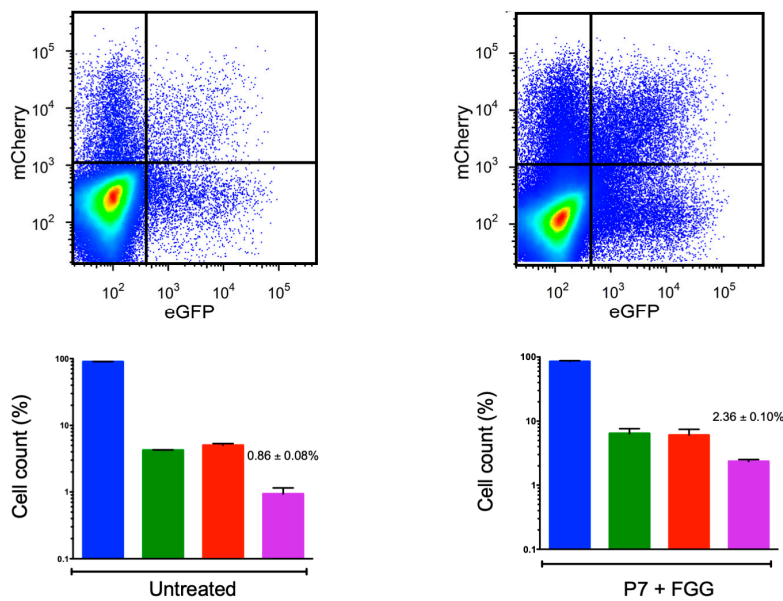 mCherry
10⁵
10⁴
10³
10²
10² 10³ 10⁴ 10⁵
eGFP
mCherry
10⁵
10⁴
10³
10²
10² 10³ 10⁴ 10⁵
eGFP
Cell count (%)
100
10
1
0.1
0.86 ± 0.08%
Untreated
Cell count (%)
100
10
1
0.1
2.36 ± 0.10%
P7 + FGG